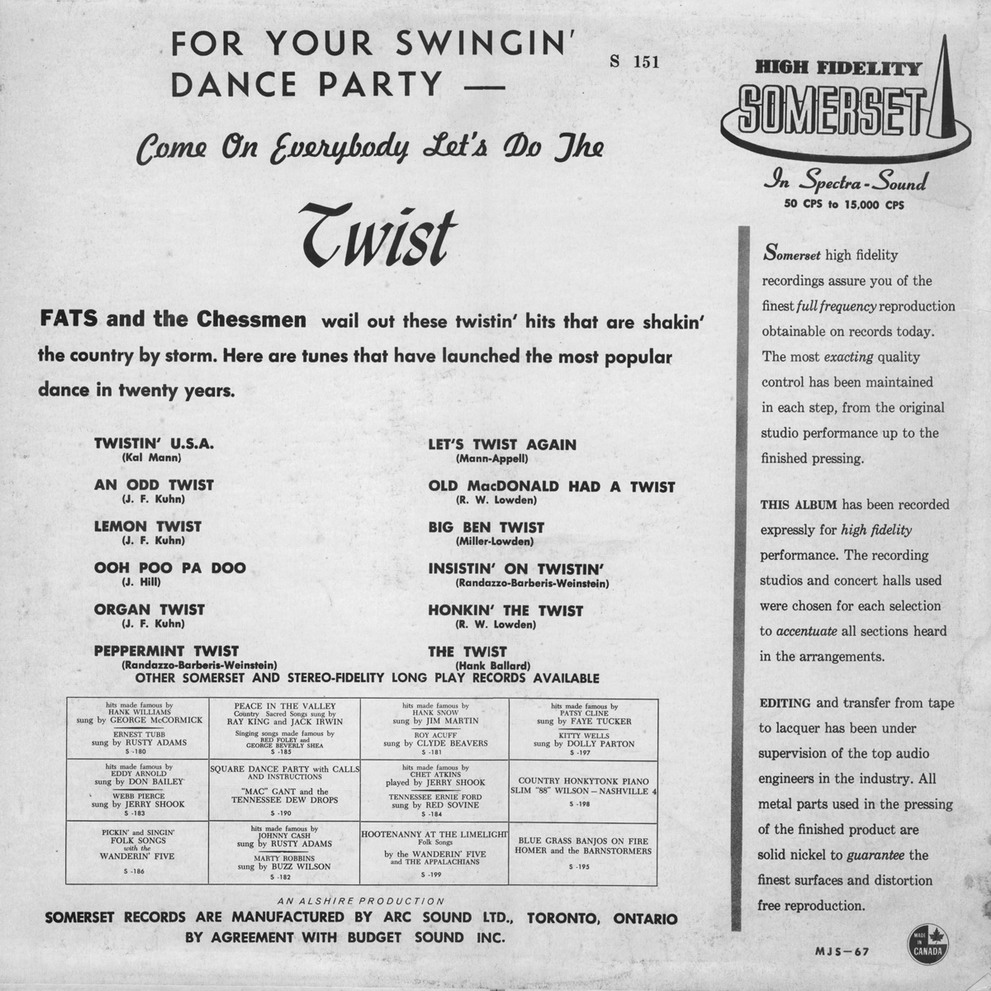 FOR YOUR SWINGIN'
DANCE PARTY —
S 151
Come On Everybody Let's Do The
Twist
FATS and the Chessmen wail out these twistin' hits that are shakin'
the country by storm. Here are tunes that have launched the most popular
dance in twenty years.
TWISTIN' U.S.A.
(Kal Mann)
AN ODD TWIST
(J. F. Kuhn)
LEMON TWIST
(J. F. Kuhn)
OOH POO PA DOO
(J. Hill)
ORGAN TWIST
(J. F. Kuhn)
PEPPERMINT TWIST
(Randazzo-Barberis-Weinstein)
LET'S TWIST AGAIN
(Mann-Appell)
OLD MacDONALD HAD A TWIST
(R. W. Lowden)
BIG BEN TWIST
(Miller-Lowden)
INSISTIN' ON TWISTIN'
(Randazzo-Barberis-Weinstein)
HONKIN' THE TWIST
(R. W. Lowden)
THE TWIST
(Hank Ballard)
OTHER SOMERSET AND STEREO-FIDELITY LONG PLAY RECORDS AVAILABLE
hits made famous by
HANK WILLIAMS
sung by GEORGE McCORMICK
ERNEST TUBB
sung by RUSTY ADAMS
S -180
PEACE IN THE VALLEY
Country Sacred Songs sung by
RAY KING and JACK IRWIN
Singing songs made famous by
RED FOLEY and
GEORGE BEVERLY SHEA
S -185
hits made famous by
HANK SNOW
sung by JIM MARTIN
ROY ACUFF
sung by CLYDE BEAVERS
S -181
hits made famous by
PATSY CLINE
sung by FAYE TUCKER
KITTY WELLS
sung by DOLLY PARTON
S -197
hits made famous by
EDDY ARNOLD
sung by DON BAILEY
WEBB PIERCE
sung by JERRY SHOOK
S -183
SQUARE DANCE PARTY with CALLS
AND INSTRUCTIONS
"MAC" GANT and the
TENNESSEE DEW DROPS
S -190
hits made famous by
CHET ATKINS
played by JERRY SHOOK
TENNESSEE ERNIE FORD
sung by RED SOVINE
S -184
COUNTRY HONKYTONK PIANO
SLIM "88" WILSON – NASHVILLE 4
S -198
PICKIN' and SINGIN'
FOLK SONGS
with the
WANDERIN' FIVE
S -186
hits made famous by
JOHNNY CASH
sung by RUSTY ADAMS
MARTY ROBBINS
sung by BUZZ WILSON
S -182
HOOTENANNY AT THE LIMELIGHT
Folk Songs
by the WANDERIN' FIVE
and THE APPALACHIANS
S -199
BLUE GRASS BANJOS ON FIRE
HOMER and the BARNSTORMERS
S -195
AN ALSHIRE PRODUCTION
SOMERSET RECORDS ARE MANUFACTURED BY ARC SOUND LTD., TORONTO, ONTARIO
BY AGREEMENT WITH BUDGET SOUND INC.
HIGH FIDELITY
SOMERSET
In Spectra-Sound
50 CPS to 15,000 CPS
Somerset high fidelity
recordings assure you of the
finest full frequency reproduction
obtainable on records today.
The most exacting quality
control has been maintained
in each step, from the original
studio performance up to the
finished pressing.
THIS ALBUM has been recorded
expressly for high fidelity
performance. The recording
studios and concert halls used
were chosen for each selection
to accentuate all sections heard
in the arrangements.
EDITING and transfer from tape
to lacquer has been under
supervision of the top audio
engineers in the industry. All
metal parts used in the pressing
of the finished product are
solid nickel to guarantee the
finest surfaces and distortion
free reproduction.
MJS–67
MADE
IN
CANADA